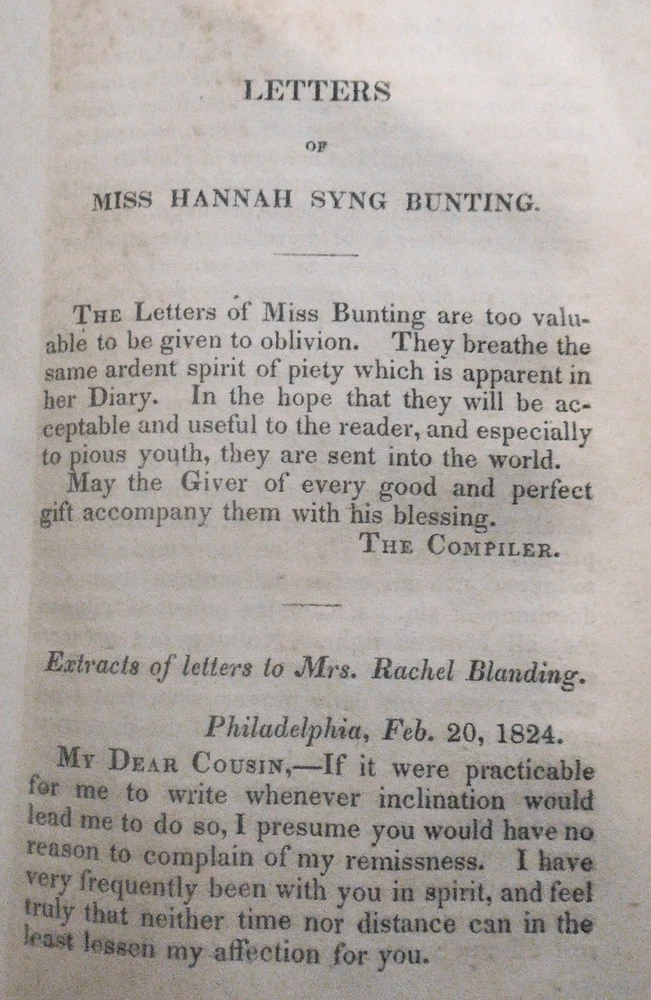 LETTERS
OF
MISS HANNAH SYNG BUNTING.
THE Letters of Miss Bunting are too valu-
able to be given to oblivion. They breathe the
same ardent spirit of piety which is apparent in
her Diary. In the hope that they will be ac-
ceptable and useful to the reader, and especially
to pious youth, they are sent into the world.
May the Giver of every good and perfect
gift accompany them with his blessing.
THE COMPILER.
Extracts of letters to Mrs. Rachel Blanding.
Philadelphia, Feb. 20, 1824.
MY DEAR COUSIN,—If it were practicable
for me to write whenever inclination would
lead me to do so, I presume you would have no
reason to complain of my remissness. I have
very frequently been with you in spirit, and feel
truly that neither time nor distance can in the
least lessen my affection for you.